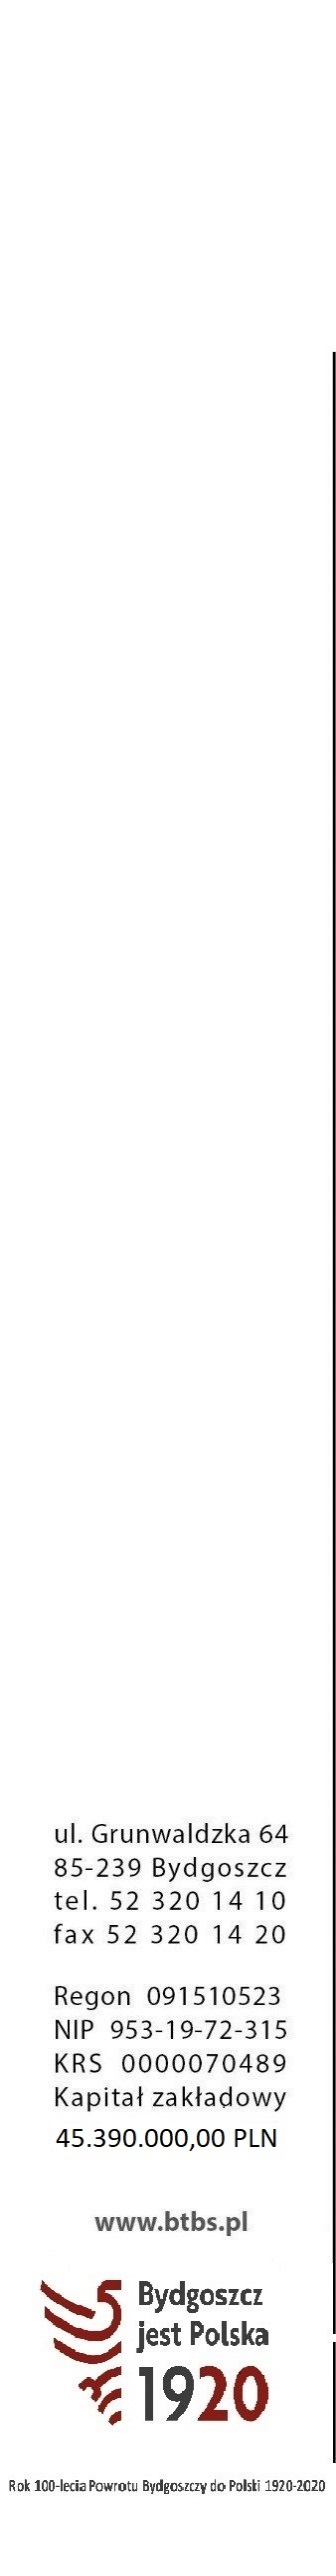 ul. Grunwaldzka 64
85-239 Bydgoszcz
tel. 52 320 14 10
fax 52 320 14 20
Regon 091510523
NIP 953-19-72-315
KRS 0000070489
Kapitał zakładowy
45.390.000,00 PLN
www.btbs.pl
Bydgoszcz
jest Polska
1920
Rok 100-lecia Powrotu Bydgoszczy do Polski 1920-2020